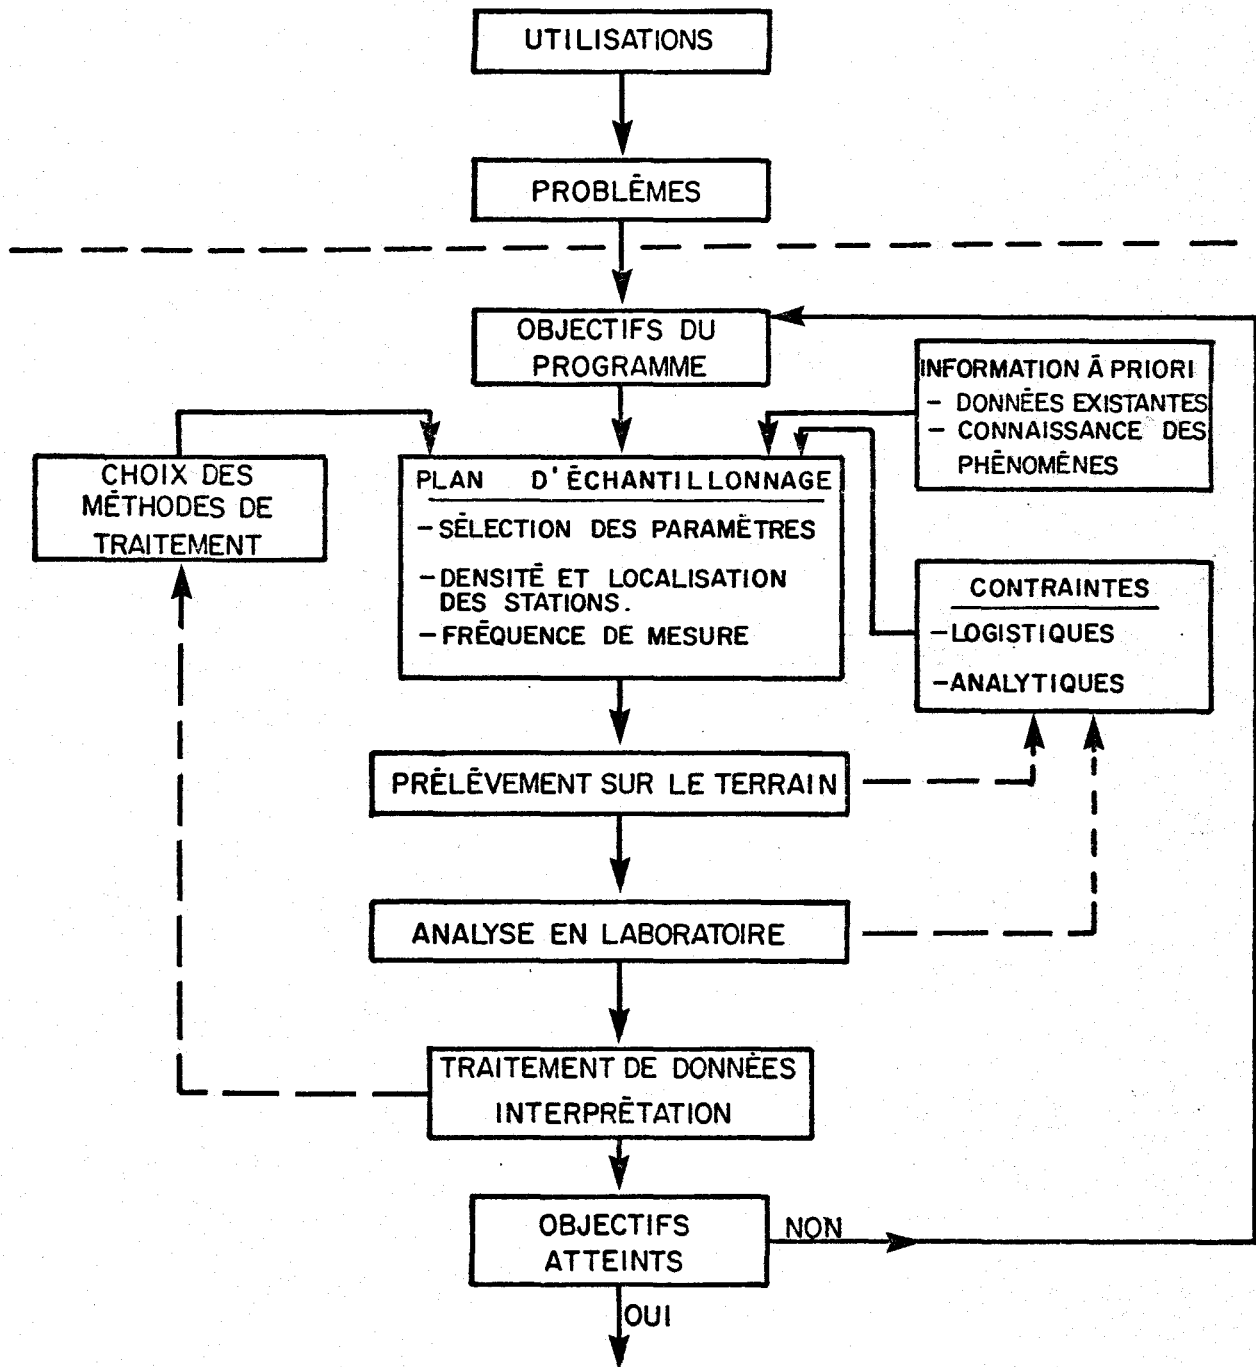 UTILISATIONS
PROBLÈMES
OBJECTIFS DU
PROGRAMME
INFORMATION À PRIORI
- DONNÉES EXISTANTES
- CONNAISSANCE DES
PHÉNOMÈNES
CHOIX DES
MÉTHODES DE
TRAITEMENT
PLAN D'ÉCHANTILLONNAGE
- SÉLECTION DES PARAMÈTRES
- DENSITÉ ET LOCALISATION
DES STATIONS.
- FRÉQUENCE DE MESURE
CONTRAINTES
- LOGISTIQUES
- ANALYTIQUES
PRÉLÈVEMENT SUR LE TERRAIN
ANALYSE EN LABORATOIRE
TRAITEMENT DE DONNÉES
INTERPRÉTATION
OBJECTIFS
ATTEINTS
NON
OUI